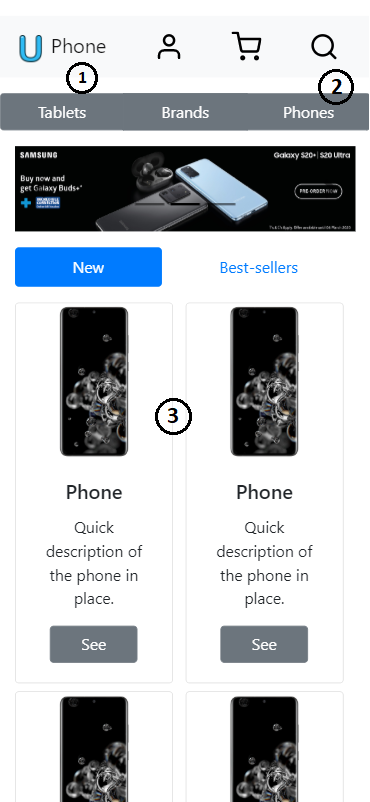 U Phone
1
2
Tablets Brands Phones
SAMSUNG
Galaxy S20+ | S20 Ultra
Buy now and
get Galaxy Buds+*
PRE-ORDER NOW
New Best-sellers
3
Phone Phone
Quick Quick
description of description of
the phone in the phone in
place. place.
See See